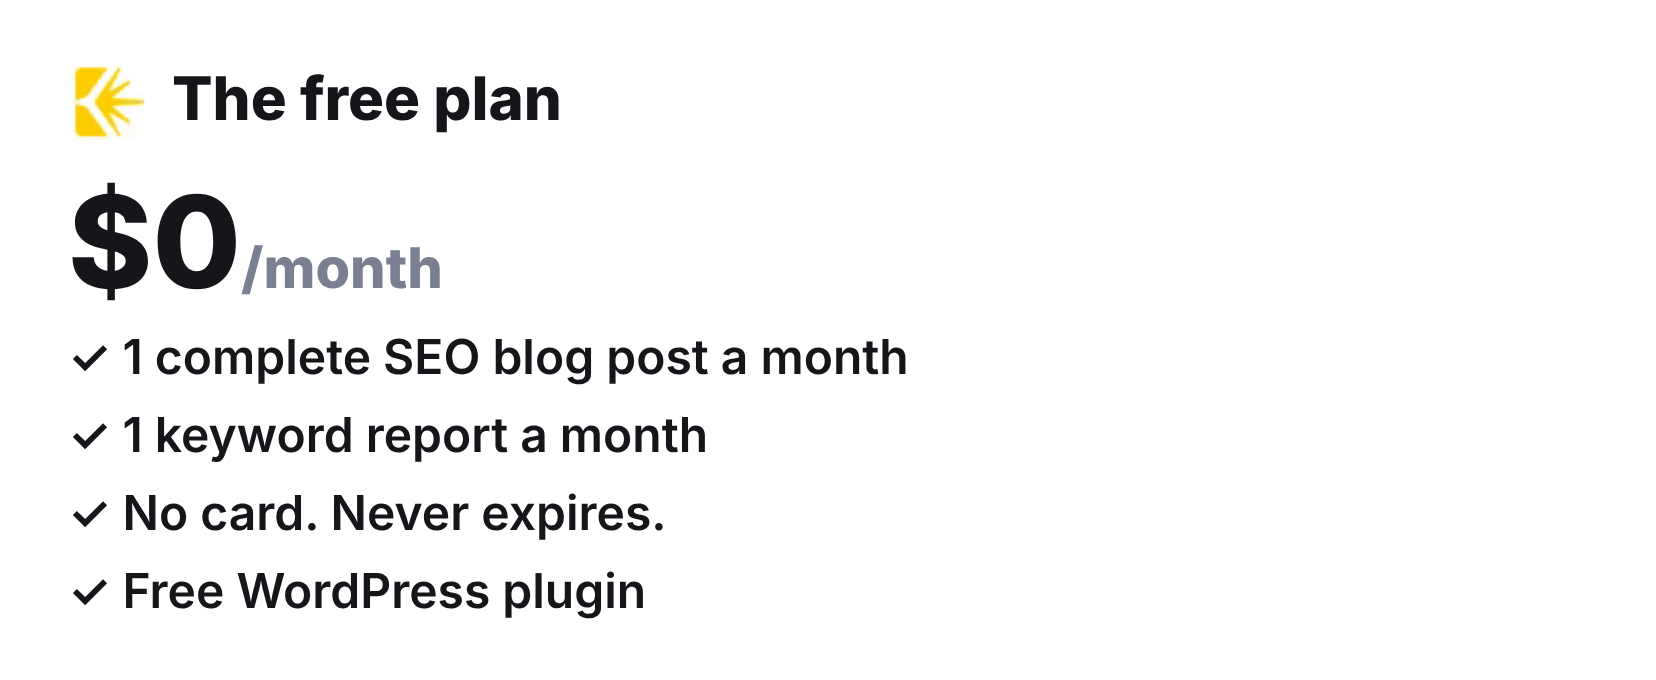 The free plan
$0/month
✓ 1 complete SEO blog post a month
✓ 1 keyword report a month
✓ No card. Never expires.
✓ Free WordPress plugin